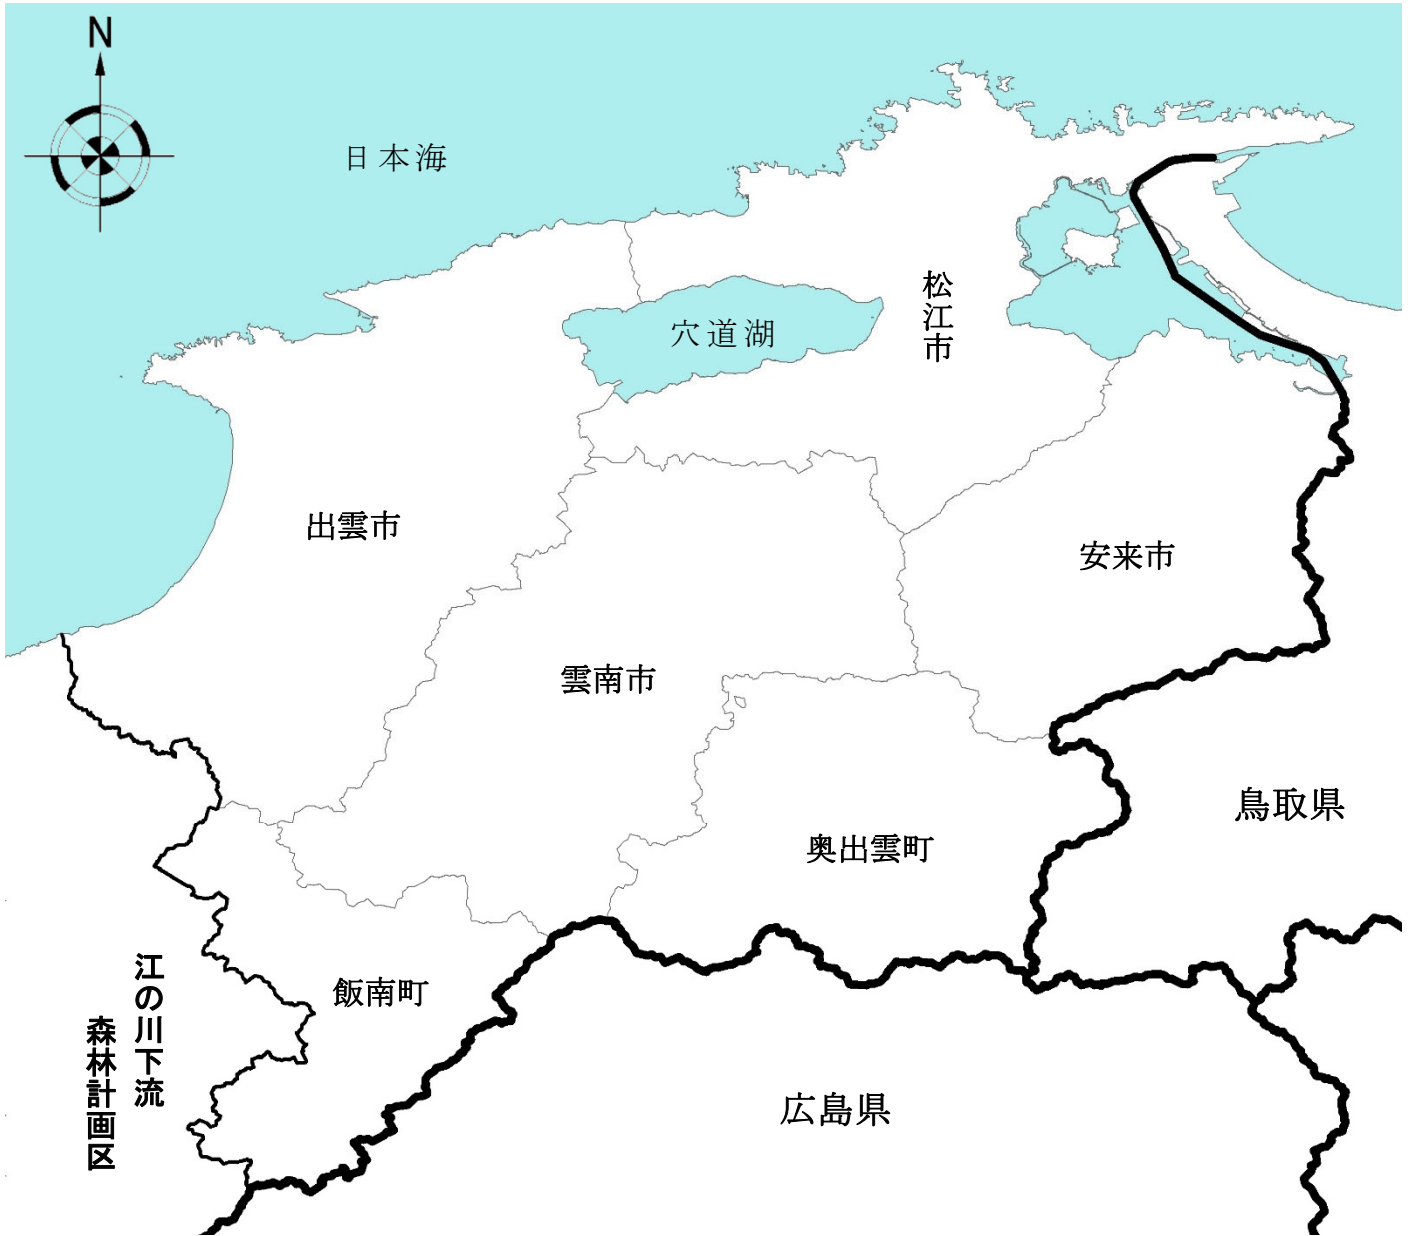 N
日本海
松江市
穴道湖
出雲市
安来市
雲南市
鳥取県
奥出雲町
飯南町
江の川下流
森林計画区
広島県